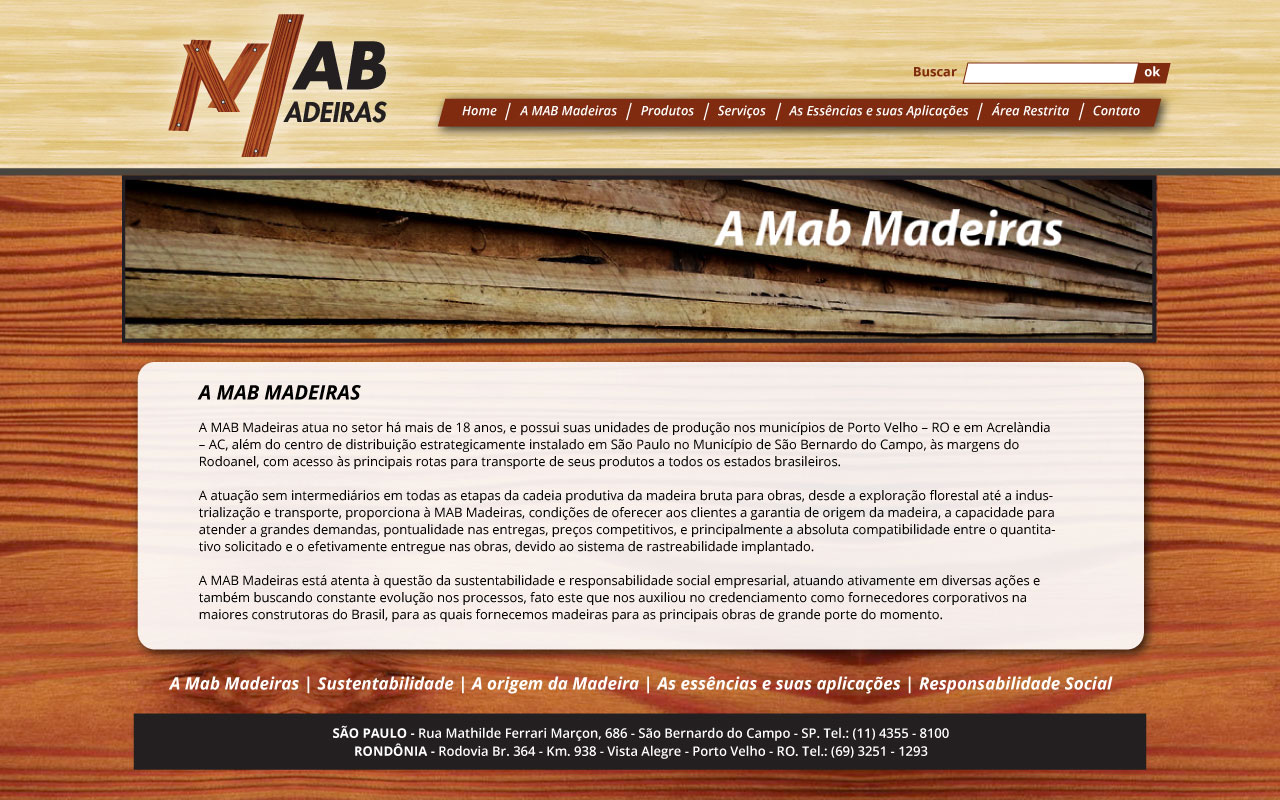 MAB
MADEIRAS
Buscar ok
Home / A MAB Madeiras / Produtos / Serviços / As Essências e suas Aplicações / Área Restrita / Contato
A Mab Madeiras
A MAB MADEIRAS
A MAB Madeiras atua no setor há mais de 18 anos, e possui suas unidades de produção nos municípios de Porto Velho – RO e em Acrelàndia
– AC, além do centro de distribuição estrategicamente instalado em São Paulo no Município de São Bernardo do Campo, às margens do
Rodoanel, com acesso às principais rotas para transporte de seus produtos a todos os estados brasileiros.
A atuação sem intermediários em todas as etapas da cadeia produtiva da madeira bruta para obras, desde a exploração florestal até a indus-
trialização e transporte, proporciona à MAB Madeiras, condições de oferecer aos clientes a garantia de origem da madeira, a capacidade para
atender a grandes demandas, pontualidade nas entregas, preços competitivos, e principalmente a absoluta compatibilidade entre o quantita-
tivo solicitado e o efetivamente entregue nas obras, devido ao sistema de rastreabilidade implantado.
A MAB Madeiras está atenta à questão da sustentabilidade e responsabilidade social empresarial, atuando ativamente em diversas ações e
também buscando constante evolução nos processos, fato este que nos auxiliou no credenciamento como fornecedores corporativos na
maiores construtoras do Brasil, para as quais fornecemos madeiras para as principais obras de grande porte do momento.
A Mab Madeiras | Sustentabilidade | A origem da Madeira | As essências e suas aplicações | Responsabilidade Social
SÃO PAULO - Rua Mathilde Ferrari Marçon, 686 - São Bernardo do Campo - SP. Tel.: (11) 4355 - 8100
RONDÔNIA - Rodovia Br. 364 - Km. 938 - Vista Alegre - Porto Velho - RO. Tel.: (69) 3251 - 1293